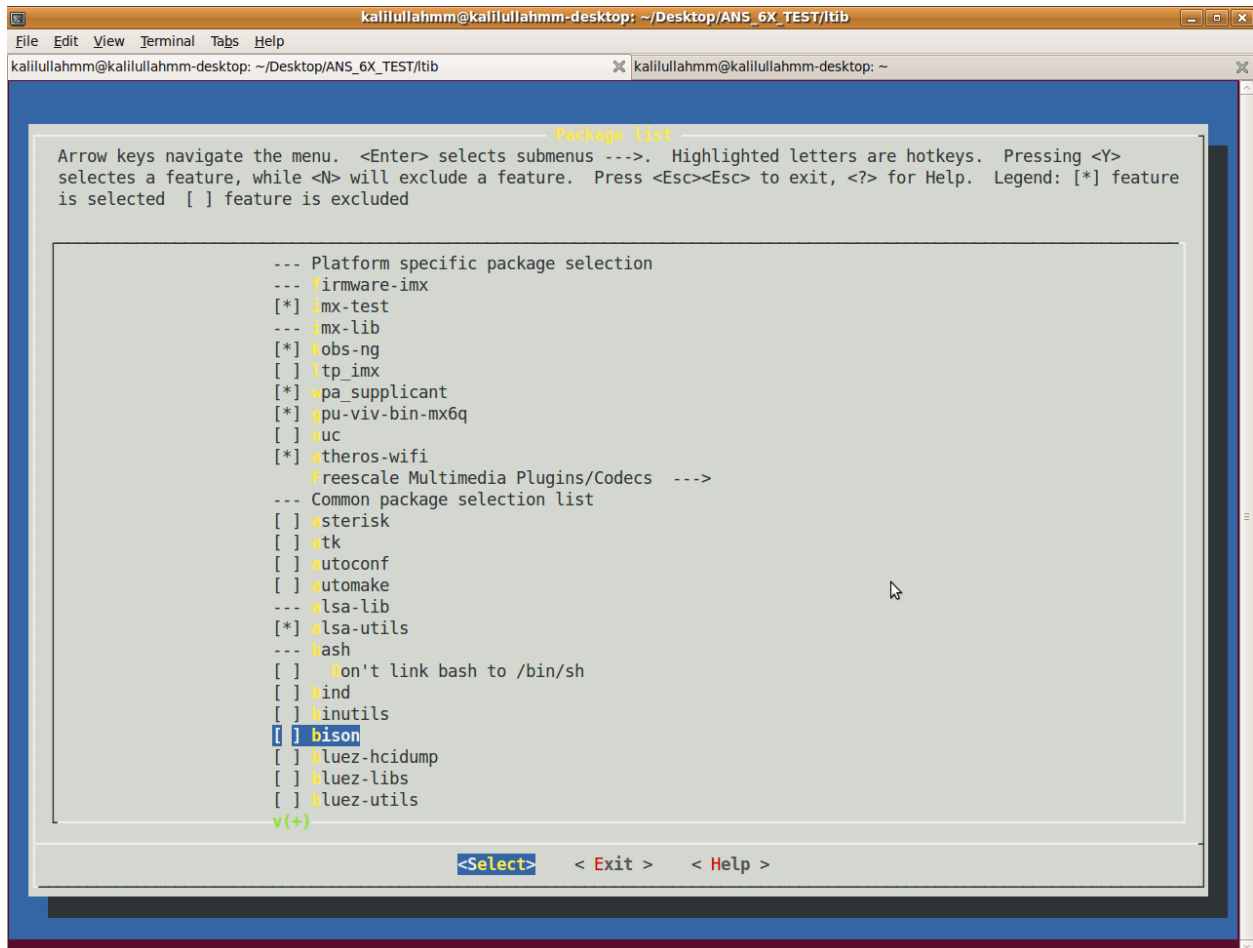 kalilullahmm@kalilullahmm-desktop: ~/Desktop/ANS_6X_TEST/ltib
File Edit View Terminal Tabs Help
kalilullahmm@kalilullahmm-desktop: ~/Desktop/ANS_6X_TEST/ltib kalilullahmm@kalilullahmm-desktop: ~
Package list
Arrow keys navigate the menu. <Enter> selects submenus --->. Highlighted letters are hotkeys. Pressing <Y>
selectes a feature, while <N> will exclude a feature. Press <Esc><Esc> to exit, <?> for Help. Legend: [*] feature
is selected [ ] feature is excluded
--- Platform specific package selection
--- firmware-imx
[*] imx-test
--- imx-lib
[*] kobs-ng
[ ] ltp_imx
[*] wpa_supplicant
[*] gpu-viv-bin-mx6q
[ ] uuc
[*] atheros-wifi
Freescale Multimedia Plugins/Codecs --->
--- Common package selection list
[ ] asterisk
[ ] atk
[ ] autoconf
[ ] automake
--- alsa-lib
[*] alsa-utils
--- bash
[ ] Don't link bash to /bin/sh
[ ] bind
[ ] binutils
[ ] bison
[ ] bluez-hcidump
[ ] bluez-libs
[ ] bluez-utils
v(+)
<Select> < Exit > < Help >